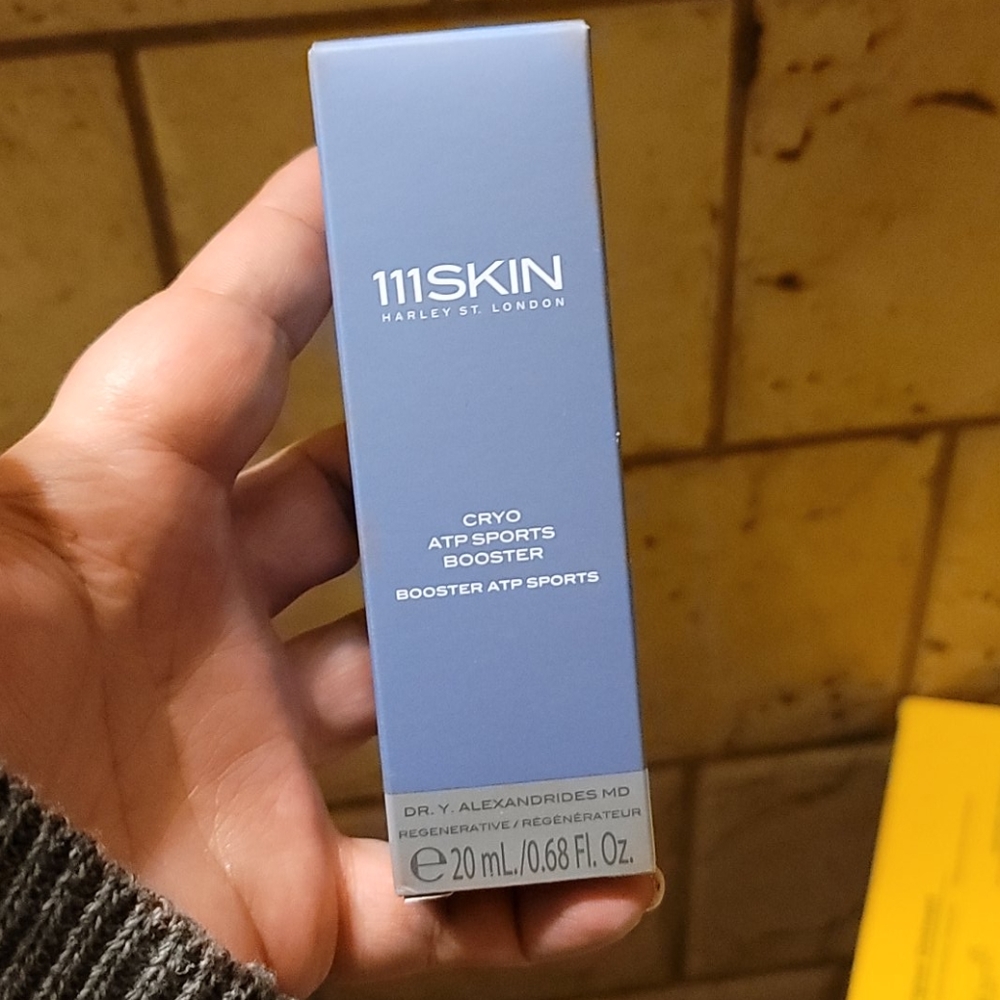 111SKIN
HARLEY ST. LONDON
CRYO
ATP SPORTS
BOOSTER
BOOSTER ATP SPORTS
DR. Y. ALEXANDRIDES MD
REGENERATIVE / RÉGÉNÉRATEUR
e 20 mL./0.68 Fl. Oz.